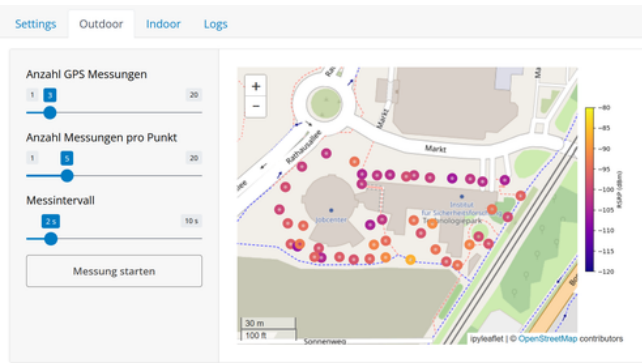 Settings
Outdoor
Indoor
Logs
Anzahl GPS Messungen
1 3 20
Anzahl Messungen pro Punkt
1 5 20
Messintervall
2 s 10 s
Messung starten
+
−
Rathausallee
Markt
Markt
Jobcenter
Institut
für Sicherheitsforschung
Technologiepark
Sonnenweg
30 m
100 ft
ipyleaflet | © OpenStreetMap contributors
−80
−85
−90
−95
−100
−105
−110
−115
−120
RSRP (dBm)